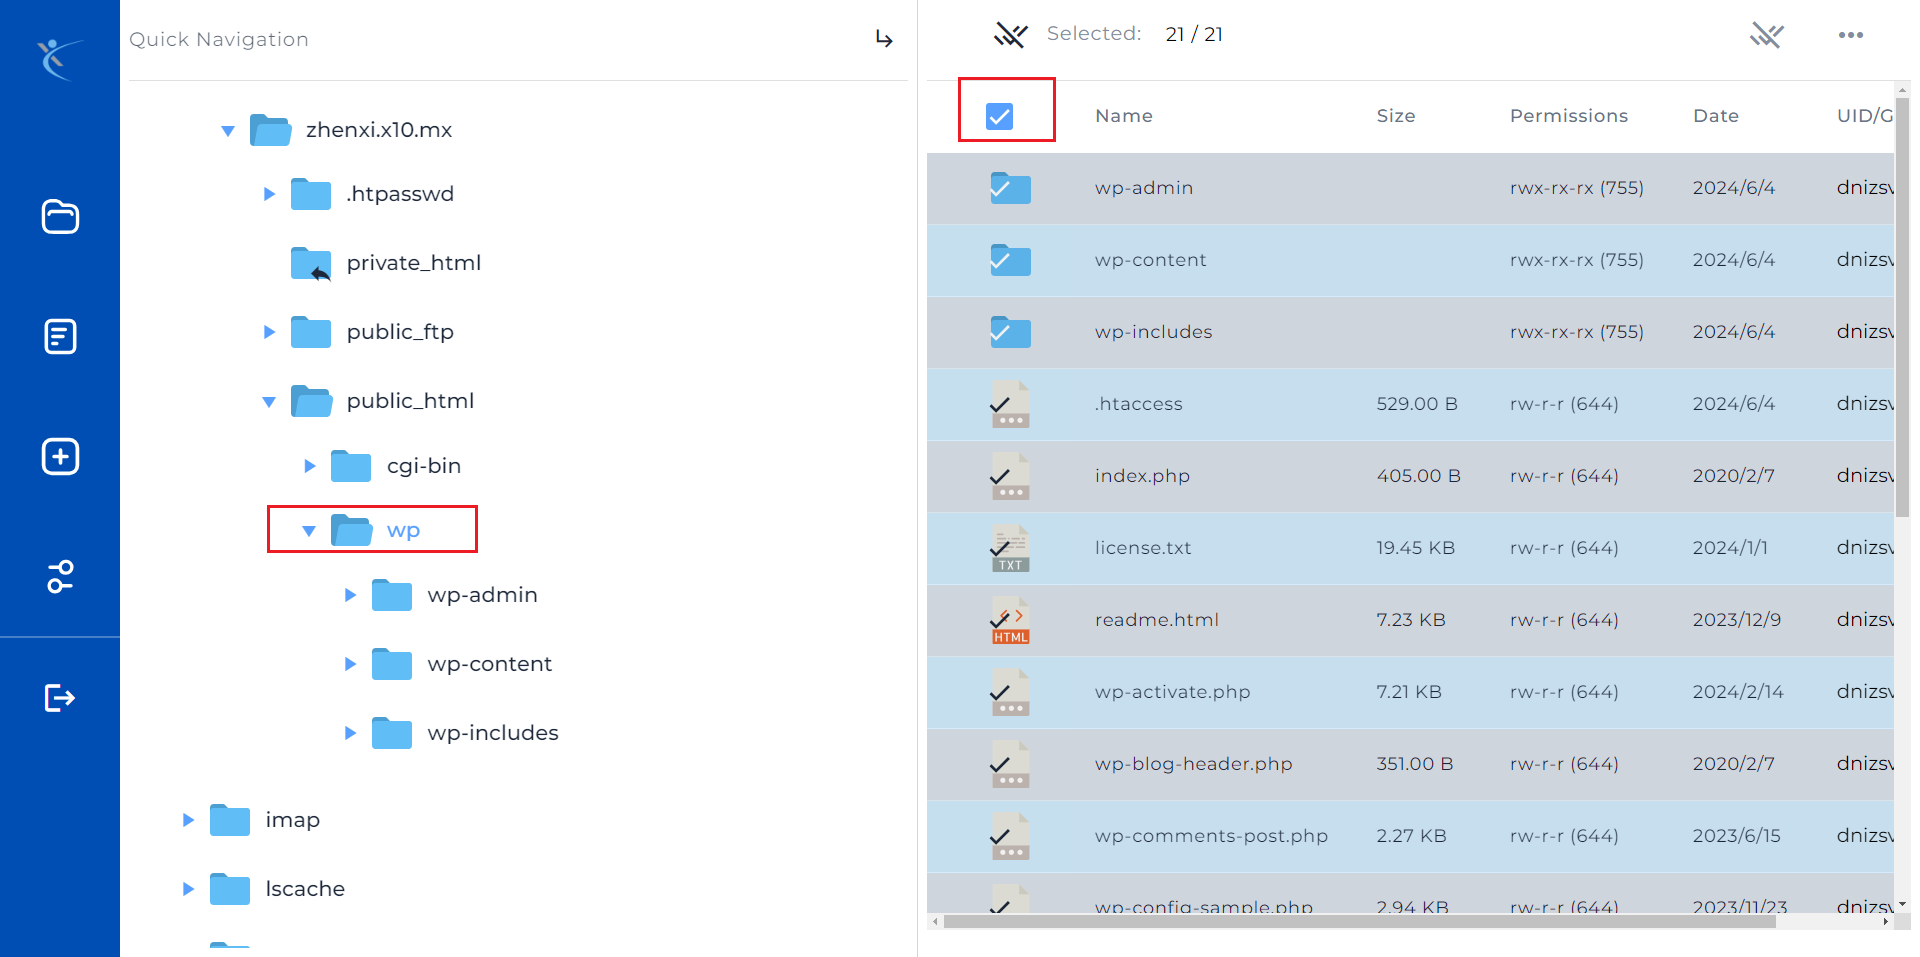 Quick Navigation
zhenxi.x10.mx
.htpasswd
private_html
public_ftp
public_html
cgi-bin
wp
wp-admin
wp-content
wp-includes
imap
lscache
Selected: 21 / 21
Name Size Permissions Date UID/G
wp-admin rwx-rx-rx (755) 2024/6/4 dnizsv
wp-content rwx-rx-rx (755) 2024/6/4 dnizsv
wp-includes rwx-rx-rx (755) 2024/6/4 dnizsv
.htaccess 529.00 B rw-r-r (644) 2024/6/4 dnizsv
index.php 405.00 B rw-r-r (644) 2020/2/7 dnizsv
TXT license.txt 19.45 KB rw-r-r (644) 2024/1/1 dnizsv
HTML readme.html 7.23 KB rw-r-r (644) 2023/12/9 dnizsv
wp-activate.php 7.21 KB rw-r-r (644) 2024/2/14 dnizsv
wp-blog-header.php 351.00 B rw-r-r (644) 2020/2/7 dnizsv
wp-comments-post.php 2.27 KB rw-r-r (644) 2023/6/15 dnizsv
wp-config-sample.php 2.94 KB rw-r-r (644) 2023/11/23 dnizsv